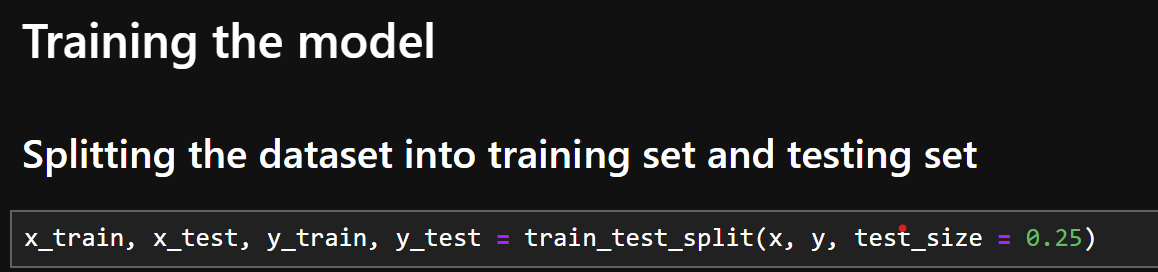 Training the model
Splitting the dataset into training set and testing set
x_train, x_test, y_train, y_test = train_test_split(x, y, test_size = 0.25)